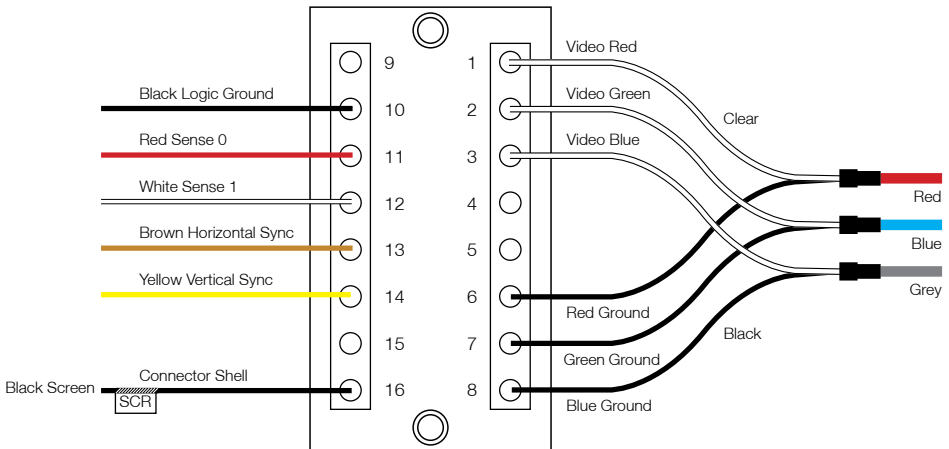 Video Red
9
1
Black Logic Ground
Video Green
10
2
Clear
Red Sense 0
Video Blue
11
3
White Sense 1
12
4
Red
Brown Horizontal Sync
13
5
Blue
Yellow Vertical Sync
14
6
Grey
Red Ground
15
7
Black
Green Ground
Black Screen
Connector Shell
16
8
SCR
Blue Ground